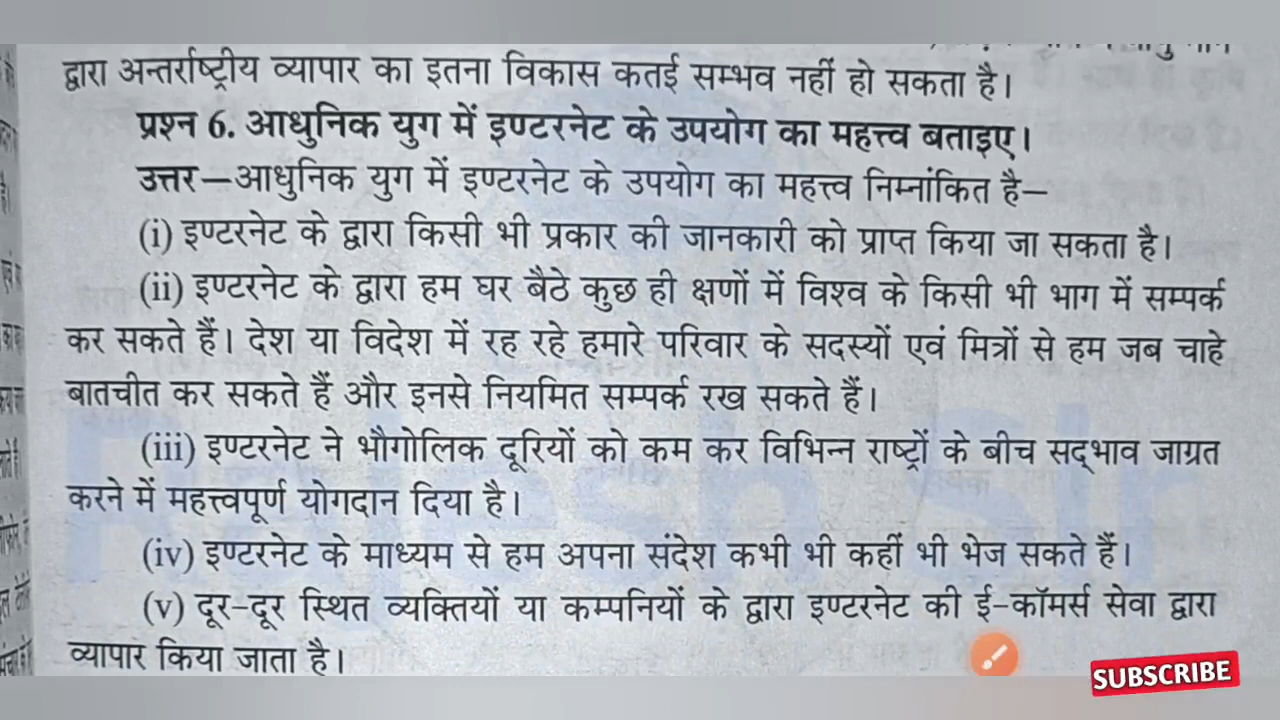 द्वारा अन्तर्राष्ट्रीय व्यापार का इतना विकास कतई सम्भव नहीं हो सकता है।
प्रश्न 6. आधुनिक युग में इण्टरनेट के उपयोग का महत्त्व बताइए।
उत्तर—आधुनिक युग में इण्टरनेट के उपयोग का महत्त्व निम्नांकित है—
(i) इण्टरनेट के द्वारा किसी भी प्रकार की जानकारी को प्राप्त किया जा सकता है।
(ii) इण्टरनेट के द्वारा हम घर बैठे कुछ ही क्षणों में विश्व के किसी भी भाग में सम्पर्क
कर सकते हैं। देश या विदेश में रह रहे हमारे परिवार के सदस्यों एवं मित्रों से हम जब चाहे
बातचीत कर सकते हैं और इनसे नियमित सम्पर्क रख सकते हैं।
(iii) इण्टरनेट ने भौगोलिक दूरियों को कम कर विभिन्न राष्ट्रों के बीच सद्‌भाव जाग्रत
करने में महत्त्वपूर्ण योगदान दिया है।
(iv) इण्टरनेट के माध्यम से हम अपना संदेश कभी भी कहीं भी भेज सकते हैं।
(v) दूर-दूर स्थित व्यक्तियों या कम्पनियों के द्वारा इण्टरनेट की ई-कॉमर्स सेवा द्वारा
व्यापार किया जाता है।
Rajesh Sir
SUBSCRIBE